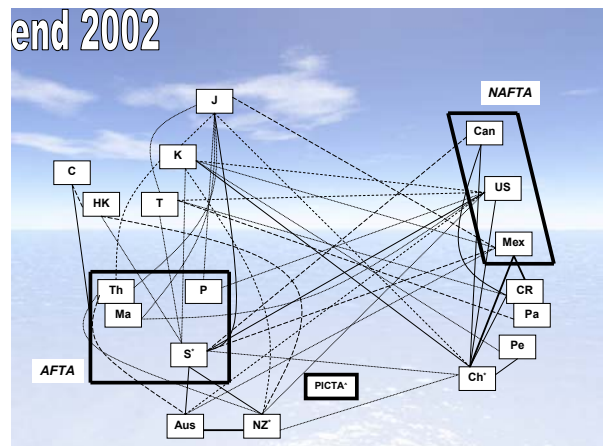 end 2002
NAFTA
J
Can
K
C
US
HK
T
Mex
Th
P
CR
Ma
Pa
Pe
S*
AFTA
Ch*
PICTA^
Aus
NZ*